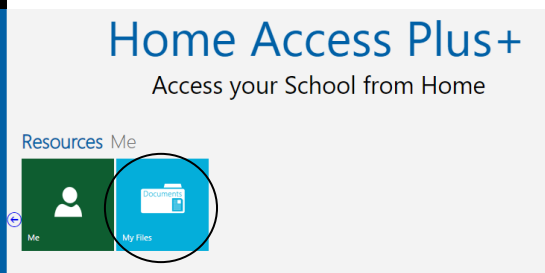 Home Access Plus+
Access your School from Home
Resources Me
Documents
Me
My Files